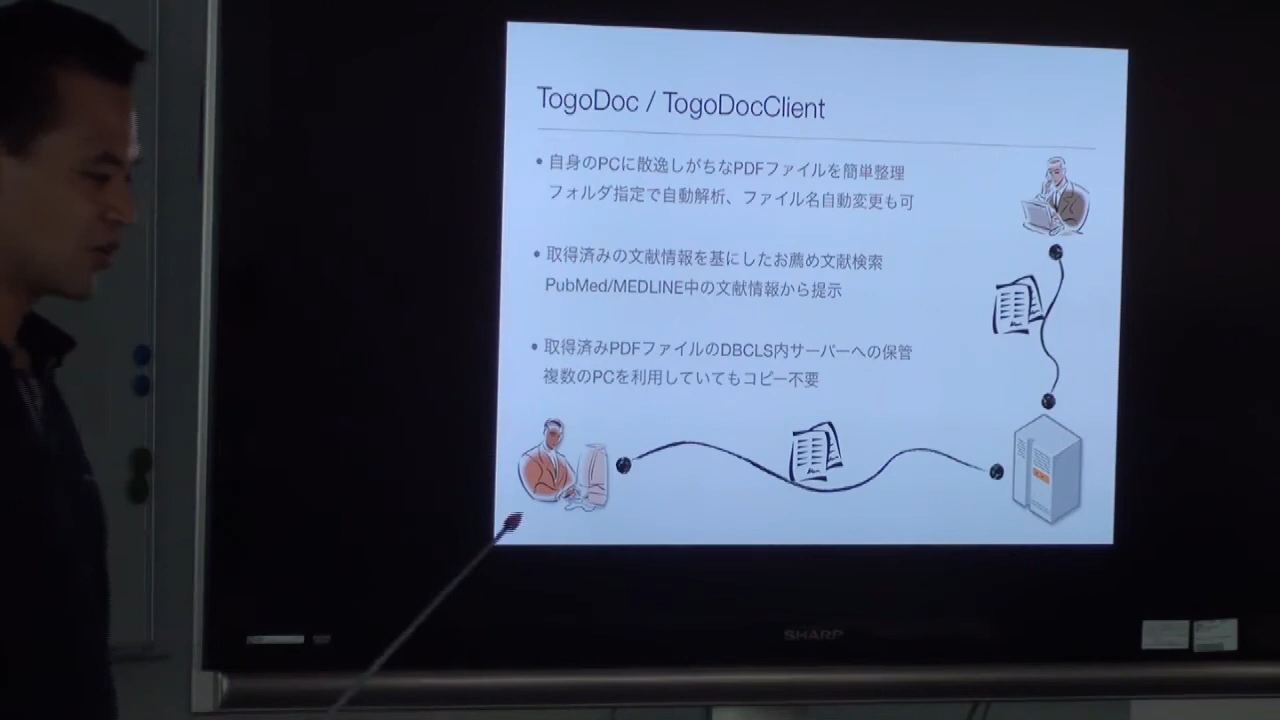 TogoDoc / TogoDocClient
• 自身のPCに散逸しがちなPDFファイルを簡単整理
フォルダ指定で自動解析、ファイル名自動変更も可
• 取得済みの文献情報を基にしたお薦め文献検索
PubMed/MEDLINE中の文献情報から提示
• 取得済みPDFファイルのDBCLS内サーバーへの保管
複数のPCを利用していてもコピー不要
SHARP